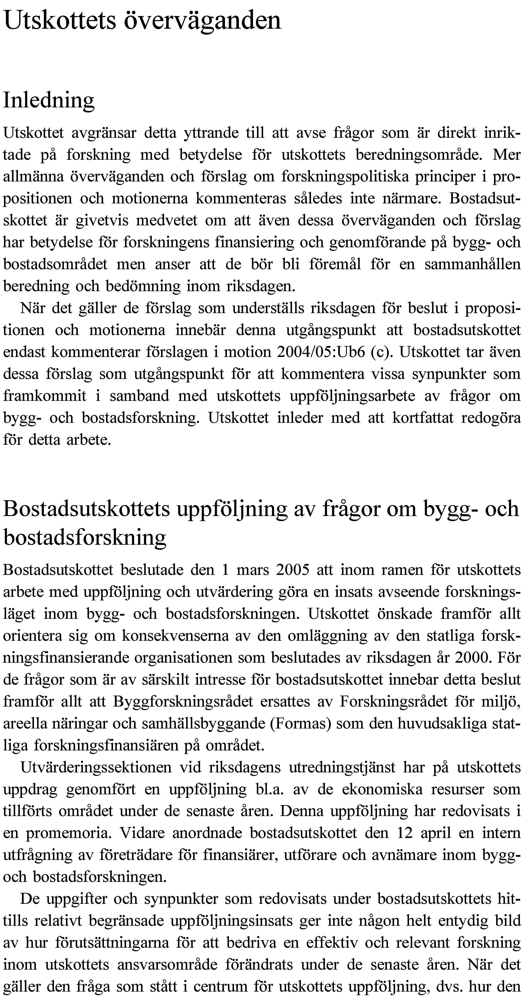 Utskottets överväganden
Inledning
Utskottet avgränsar detta yttrande till att avse frågor som är direkt inrik-
tade på forskning med betydelse för utskottets beredningsområde. Mer
allmänna överväganden och förslag om forskningspolitiska principer i pro-
positionen och motionerna kommenteras således inte närmare. Bostadsut-
skottet är givetvis medvetet om att även dessa överväganden och förslag
har betydelse för forskningens finansiering och genomförande på bygg- och
bostadsområdet men anser att de bör bli föremål för en sammanhållen
beredning och bedömning inom riksdagen.
När det gäller de förslag som underställs riksdagen för beslut i proposi-
tionen och motionerna innebär denna utgångspunkt att bostadsutskottet
endast kommenterar förslagen i motion 2004/05:Ub6 (c). Utskottet tar även
dessa förslag som utgångspunkt för att kommentera vissa synpunkter som
framkommit i samband med utskottets uppföljningsarbete av frågor om
bygg- och bostadsforskning. Utskottet inleder med att kortfattat redogöra
för detta arbete.
Bostadsutskottets uppföljning av frågor om bygg- och
bostadsforskning
Bostadsutskottet beslutade den 1 mars 2005 att inom ramen för utskottets
arbete med uppföljning och utvärdering göra en insats avseende forsknings-
läget inom bygg- och bostadsforskningen. Utskottet önskade framför allt
orientera sig om konsekvenserna av den omläggning av den statliga forsk-
ningsfinansierande organisationen som beslutades av riksdagen år 2000. För
de frågor som är av särskilt intresse för bostadsutskottet innebar detta beslut
framför allt att Byggforskningsrådet ersattes av Forskningsrådet för miljö,
areella näringar och samhällsbyggande (Formas) som den huvudsakliga stat-
liga forskningsfinansiären på området.
Utvärderingssektionen vid riksdagens utredningstjänst har på utskottets
uppdrag genomfört en uppföljning bl.a. av de ekonomiska resurser som
tillförts området under de senaste åren. Denna uppföljning har redovisats i
en promemoria. Vidare anordnade bostadsutskottet den 12 april en intern
utfrågning av företrädare för finansiärer, utförare och avnämare inom bygg-
och bostadsforskningen.
De uppgifter och synpunkter som redovisats under bostadsutskottets hit-
tills relativt begränsade uppföljningsinsats ger inte någon helt entydig bild
av hur förutsättningarna för att bedriva en effektiv och relevant forskning
inom utskottets ansvarsområde förändrats under de senaste åren. När det
gäller den fråga som stått i centrum för utskottets uppföljning, dvs. hur den